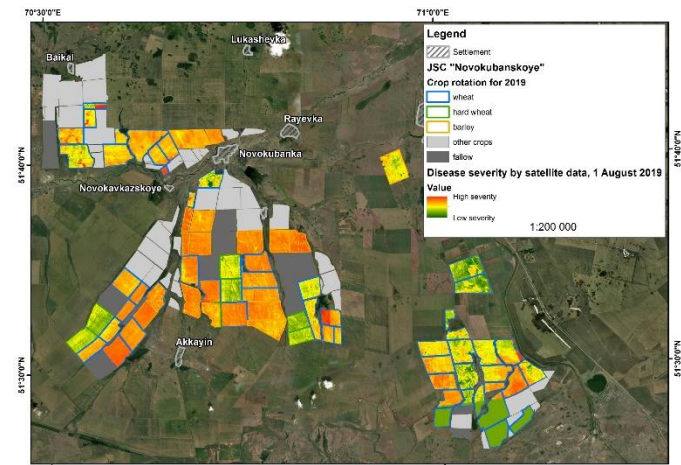 70°30'0"E
71°0'0"E
Lukashevka
Baikal
Rayevka
Novokubanka
Novokavkazskoye
Akkayin
51°40'0"N
51°30'0"N
51°40'0"N
51°30'0"N
Legend
Settlement
JSC "Novokubanskoye"
Crop rotation for 2019
wheat
hard wheat
barley
other crops
fallow
Disease severity by satellite data, 1 August 2019
Value
High severity
Low severity
1:200 000